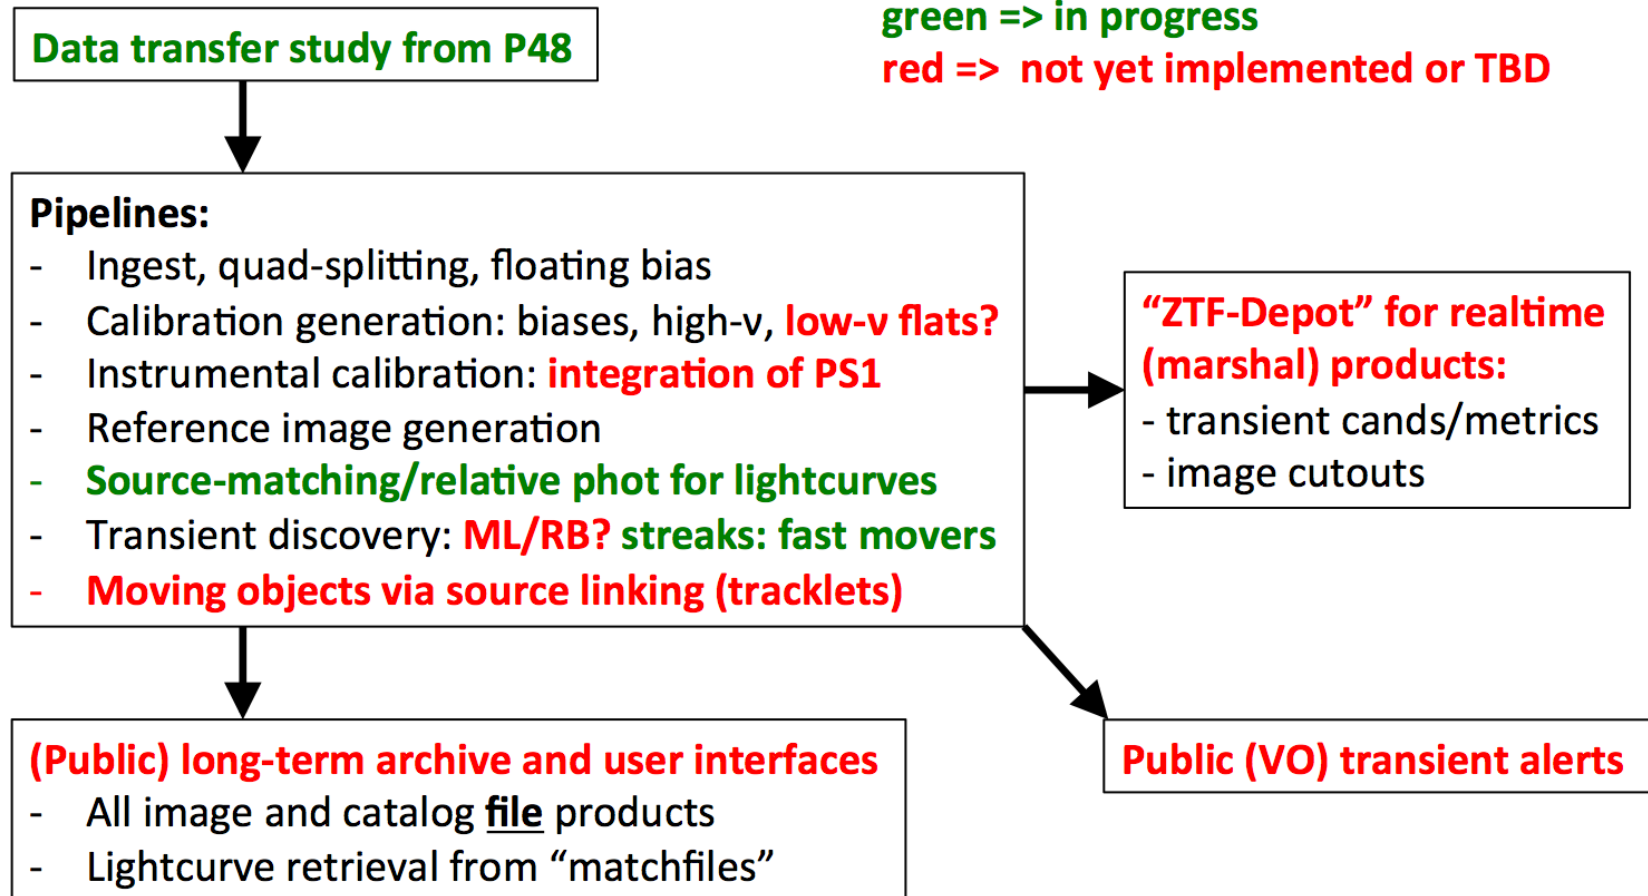 Data transfer study from P48
green => in progress
red => not yet implemented or TBD
Pipelines:
- Ingest, quad-splitting, floating bias
- Calibration generation: biases, high-ν, low-ν flats?
- Instrumental calibration: integration of PS1
- Reference image generation
- Source-matching/relative phot for lightcurves
- Transient discovery: ML/RB? streaks: fast movers
- Moving objects via source linking (tracklets)
“ZTF-Depot” for realtime
(marshal) products:
- transient cands/metrics
- image cutouts
(Public) long-term archive and user interfaces
- All image and catalog file products
- Lightcurve retrieval from “matchfiles”
Public (VO) transient alerts